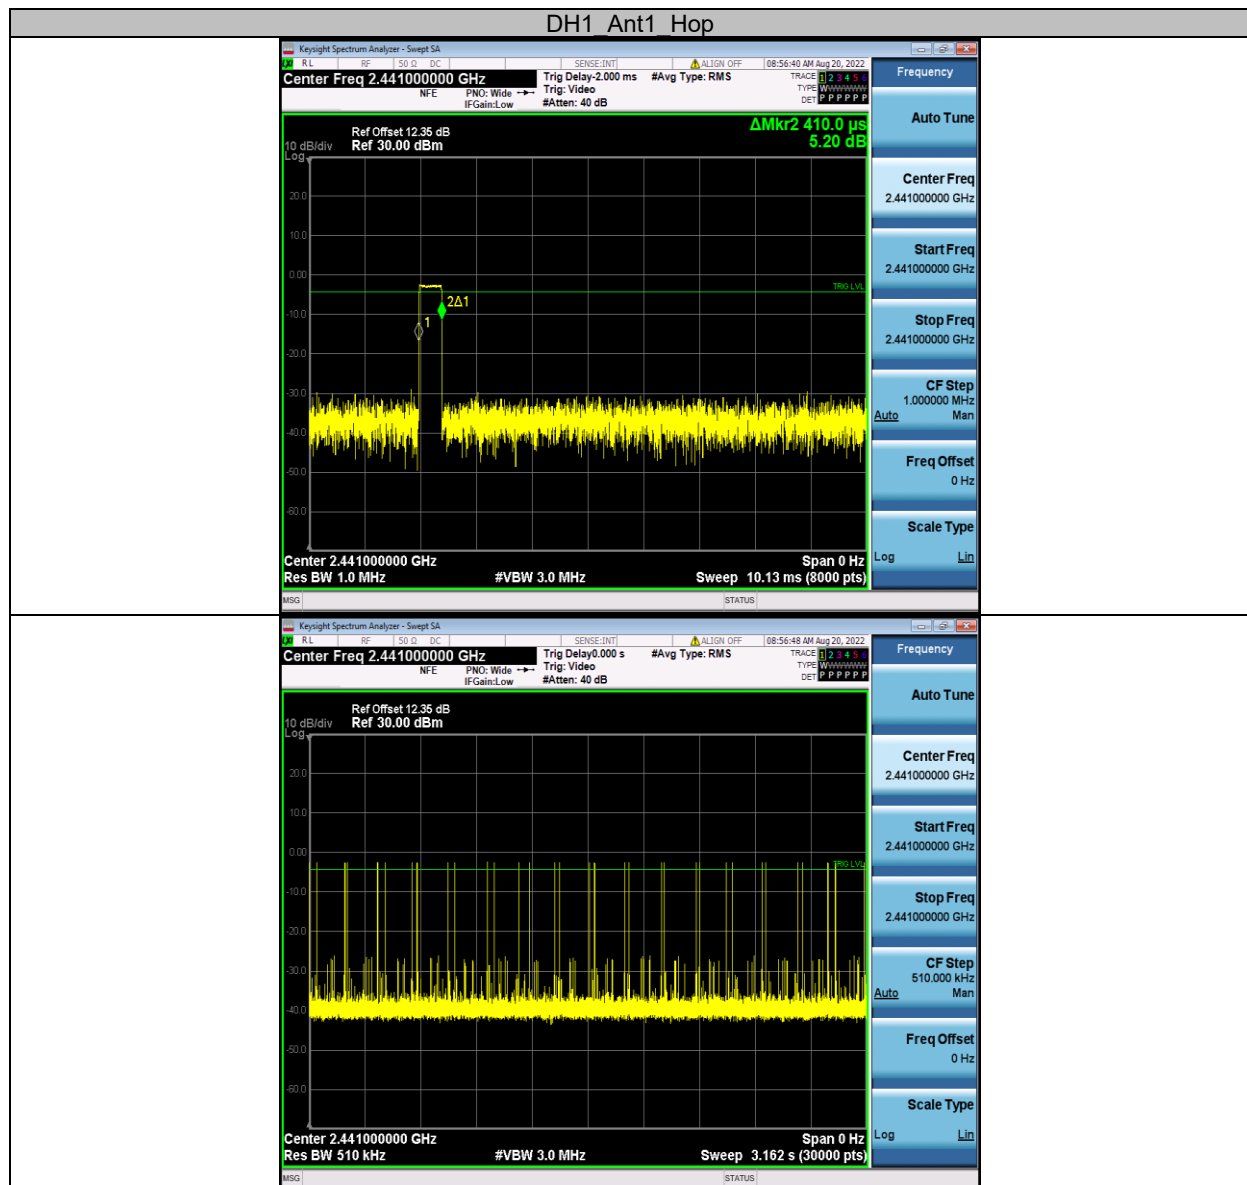 DH1_Ant1_Hop
Keysight Spectrum Analyzer - Swept SA
RL RF 50 Ω DC SENSE:INT ALIGN OFF 08:56:40 AM Aug 20, 2022
Center Freq 2.441000000 GHz
NFE
PNO: Wide
IFGain:Low
Trig Delay-2.000 ms
Trig: Video
#Atten: 40 dB
#Avg Type: RMS
TRACE 1 2 3 4 5 6
TYPE W
DET P P P P P P
ΔMkr2 410.0 µs
5.20 dB
Ref Offset 12.35 dB
10 dB/div Ref 30.00 dBm
Log
20.0
10.0
0.00
TRIG LVL
-10.0
2Δ1
1
-20.0
-30.0
-40.0
-50.0
-60.0
Center 2.441000000 GHz Span 0 Hz
Res BW 1.0 MHz #VBW 3.0 MHz Sweep 10.13 ms (8000 pts)
MSG STATUS
Frequency
Auto Tune
Center Freq
2.441000000 GHz
Start Freq
2.441000000 GHz
Stop Freq
2.441000000 GHz
CF Step
1.000000 MHz
Auto Man
Freq Offset
0 Hz
Scale Type
Log Lin
Keysight Spectrum Analyzer - Swept SA
RL RF 50 Ω DC SENSE:INT ALIGN OFF 08:56:48 AM Aug 20, 2022
Center Freq 2.441000000 GHz
NFE
PNO: Wide
IFGain:Low
Trig Delay0.000 s
Trig: Video
#Atten: 40 dB
#Avg Type: RMS
TRACE 1 2 3 4 5 6
TYPE W
DET P P P P P P
Ref Offset 12.35 dB
10 dB/div Ref 30.00 dBm
Log
20.0
10.0
0.00
TRIG LVL
-10.0
-20.0
-30.0
-40.0
-50.0
-60.0
Center 2.441000000 GHz Span 0 Hz
Res BW 510 kHz #VBW 3.0 MHz Sweep 3.162 s (30000 pts)
MSG STATUS
Frequency
Auto Tune
Center Freq
2.441000000 GHz
Start Freq
2.441000000 GHz
Stop Freq
2.441000000 GHz
CF Step
510.000 kHz
Auto Man
Freq Offset
0 Hz
Scale Type
Log Lin